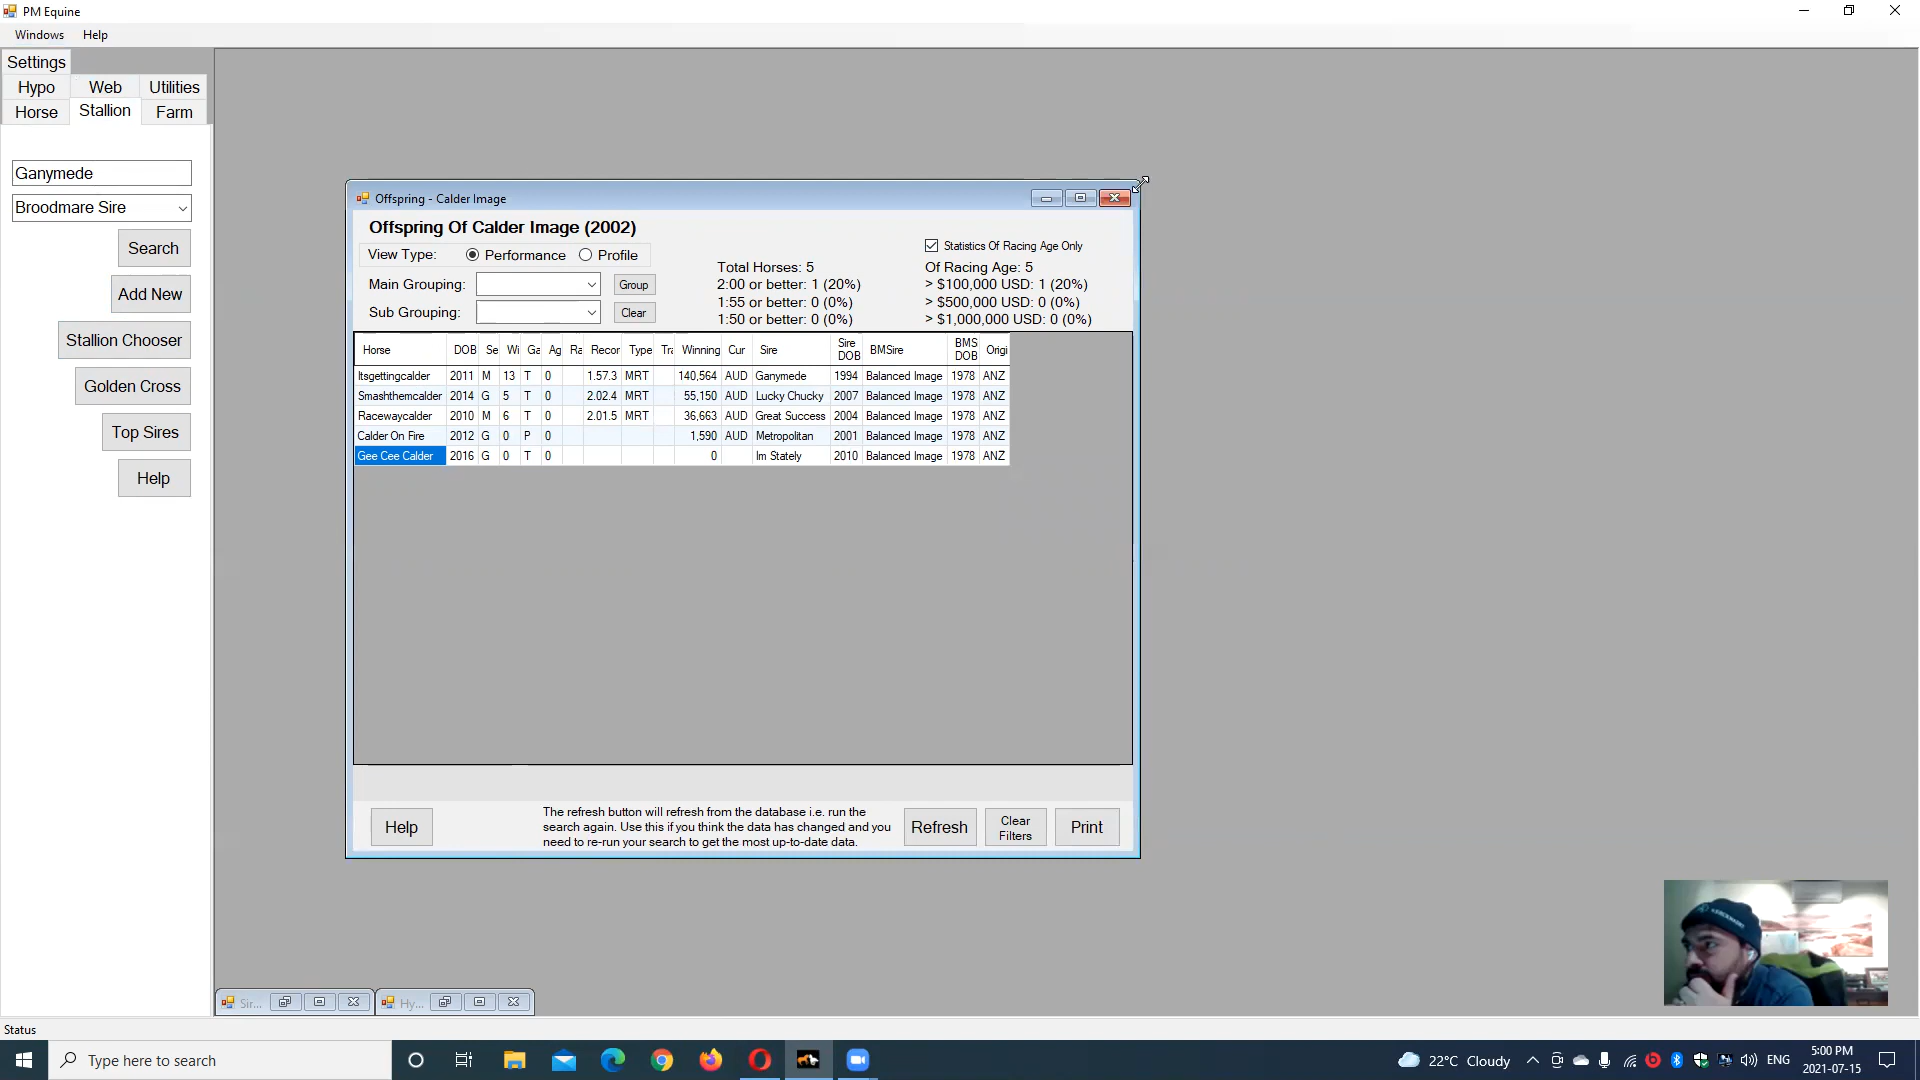 PM Equine
Windows Help
Settings
Hypo Web Utilities
Horse Stallion Farm
Ganymede
Broodmare Sire
Search
Add New
Stallion Chooser
Golden Cross
Top Sires
Help
Offspring - Calder Image
Offspring Of Calder Image (2002)
View Type: Performance Profile
Main Grouping: Group
Sub Grouping: Clear
Total Horses: 5
2:00 or better: 1 (20%)
1:55 or better: 0 (0%)
1:50 or better: 0 (0%)
Statistics Of Racing Age Only
Of Racing Age: 5
> $100,000 USD: 1 (20%)
> $500,000 USD: 0 (0%)
> $1,000,000 USD: 0 (0%)
Horse DOB Se Wi Ga Ag Ra Recor Type Tra Winning Cur Sire Sire DOB BMSire BMS DOB Origi
Itsgettingcalder 2011 M 13 T 0 1.57.3 MRT 140,564 AUD Ganymede 1994 Balanced Image 1978 ANZ
Smashthemcalder 2014 G 5 T 0 2.02.4 MRT 55,150 AUD Lucky Chucky 2007 Balanced Image 1978 ANZ
Racewaycalder 2010 M 6 T 0 2.01.5 MRT 36,663 AUD Great Success 2004 Balanced Image 1978 ANZ
Calder On Fire 2012 G 0 P 0 1,590 AUD Metropolitan 2001 Balanced Image 1978 ANZ
Gee Cee Calder 2016 G 0 T 0 0 Im Stately 2010 Balanced Image 1978 ANZ
Help
The refresh button will refresh from the database i.e. run the
search again. Use this if you think the data has changed and you
need to re-run your search to get the most up-to-date data.
Refresh
Clear
Filters
Print
Sir... Hy...
Status
Type here to search
22°C Cloudy
ENG
5:00 PM
2021-07-15